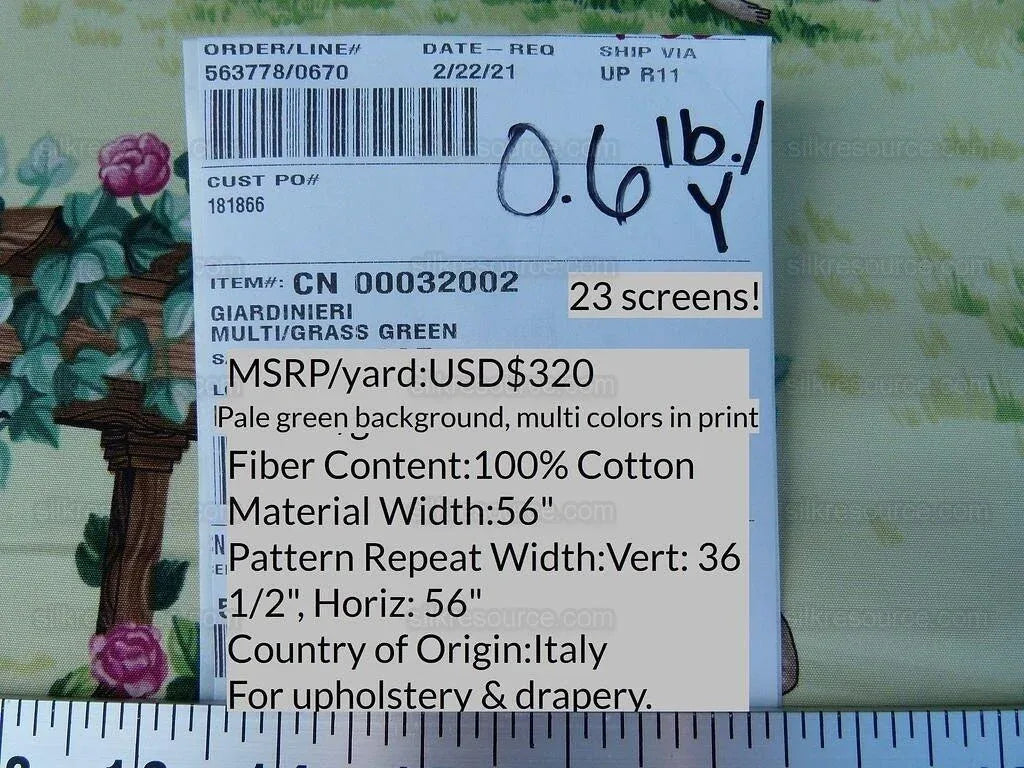 ORDER/LINE# DATE-REQ SHIP VIA
563778/0670 2/22/21 UP R11
0.6 lb./
Y
CUST PO#
181866
ITEM#: CN 00032002
23 screens!
GIARDINIERI
MULTI/GRASS GREEN
MSRP/yard:USD$320
Pale green background, multi colors in print
Fiber Content:100% Cotton
Material Width:56"
Pattern Repeat Width:Vert: 36
1/2", Horiz: 56"
Country of Origin:Italy
For upholstery & drapery.
silkresource.com